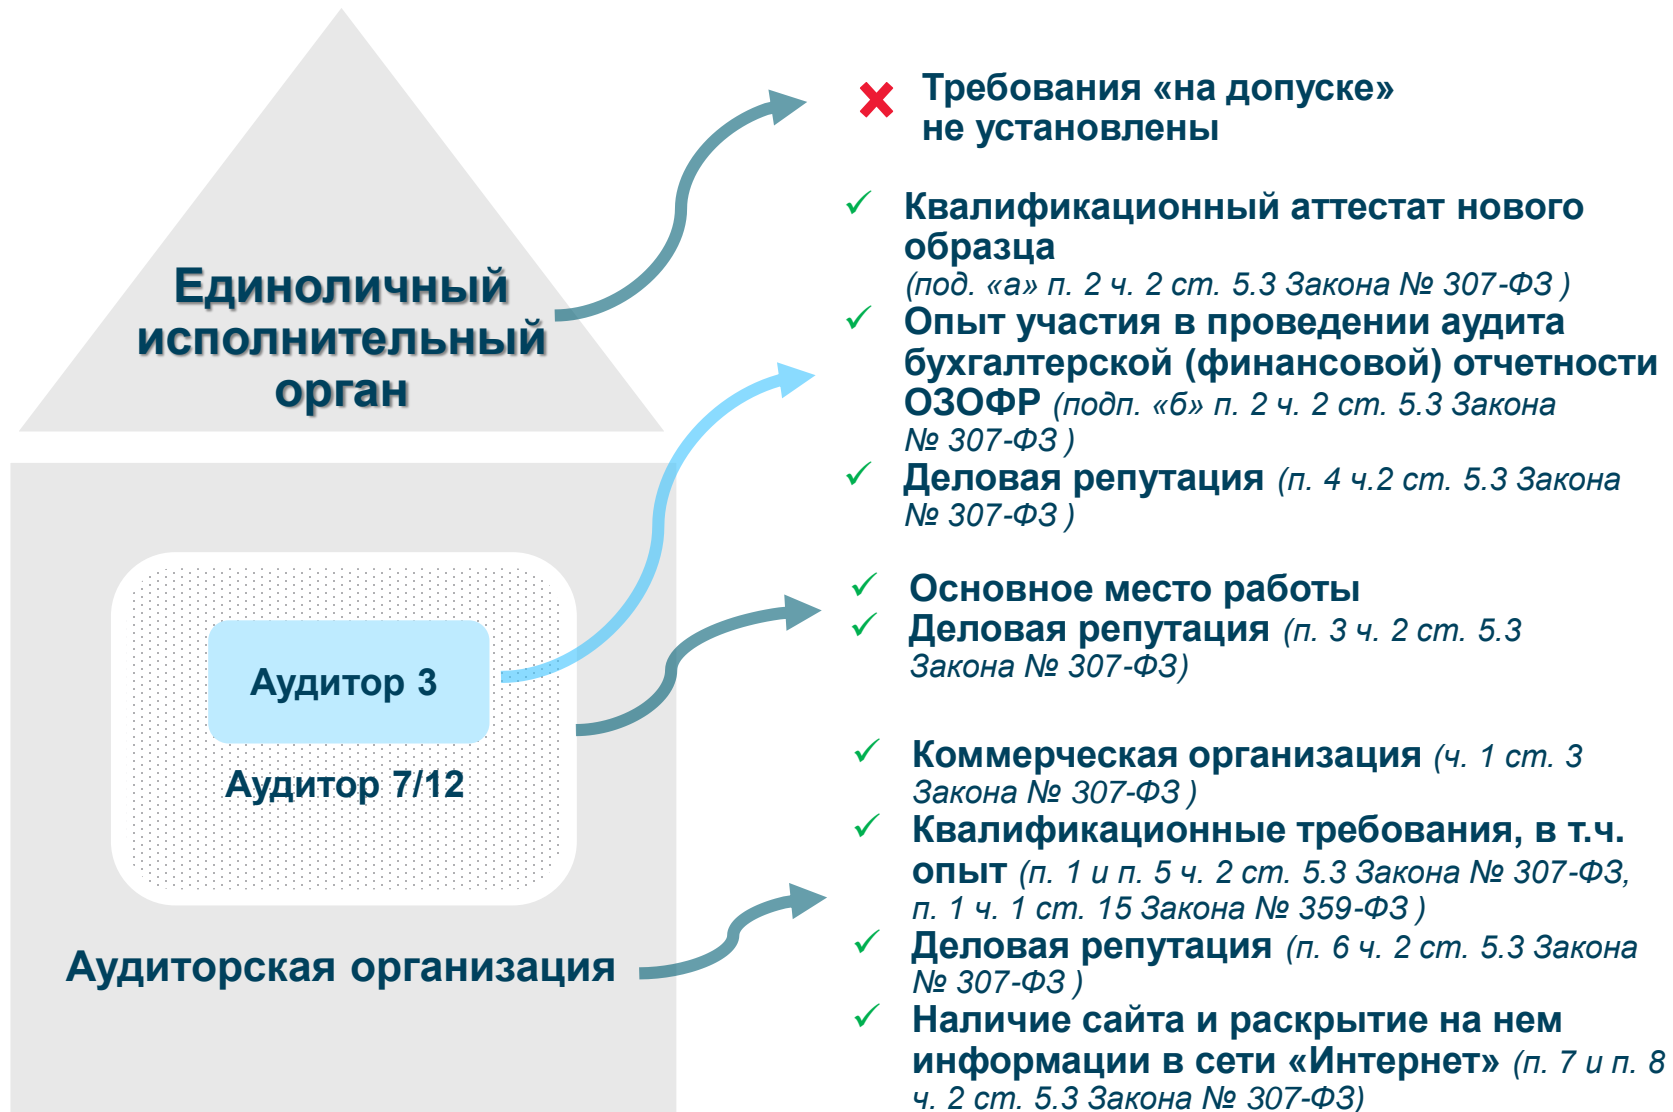 Единоличный
исполнительный
орган
Аудитор 3
Аудитор 7/12
Аудиторская организация
Требования «на допуске»
не установлены
Квалификационный аттестат нового
образца
(под. «а» п. 2 ч. 2 ст. 5.3 Закона № 307-ФЗ )
Опыт участия в проведении аудита
бухгалтерской (финансовой) отчетности
ОЗОФР (подп. «б» п. 2 ч. 2 ст. 5.3 Закона
№ 307-ФЗ )
Деловая репутация (п. 4 ч.2 ст. 5.3 Закона
№ 307-ФЗ )
Основное место работы
Деловая репутация (п. 3 ч. 2 ст. 5.3
Закона № 307-ФЗ)
Коммерческая организация (ч. 1 ст. 3
Закона № 307-ФЗ )
Квалификационные требования, в т.ч.
опыт (п. 1 и п. 5 ч. 2 ст. 5.3 Закона № 307-ФЗ,
п. 1 ч. 1 ст. 15 Закона № 359-ФЗ )
Деловая репутация (п. 6 ч. 2 ст. 5.3 Закона
№ 307-ФЗ )
Наличие сайта и раскрытие на нем
информации в сети «Интернет» (п. 7 и п. 8
ч. 2 ст. 5.3 Закона № 307-ФЗ)